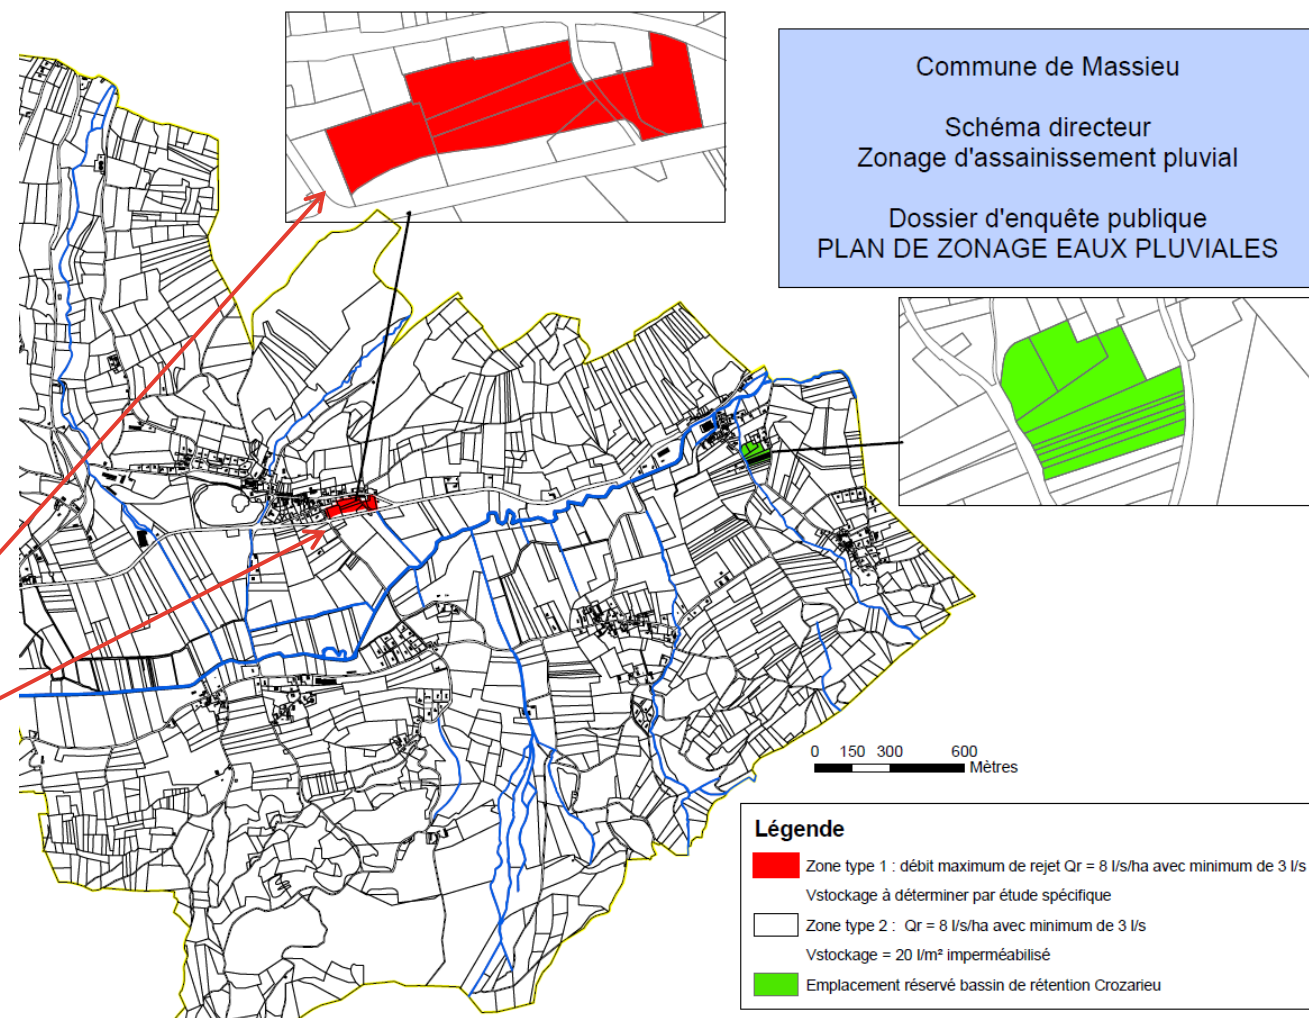 Commune de Massieu
Schéma directeur
Zonage d'assainissement pluvial
Dossier d'enquête publique
PLAN DE ZONAGE EAUX PLUVIALES
0 150 300 600
Mètres
Légende
Zone type 1 : débit maximum de rejet Qr = 8 l/s/ha avec minimum de 3 l/s
Vstockage à déterminer par étude spécifique
Zone type 2 : Qr = 8 l/s/ha avec minimum de 3 l/s
Vstockage = 20 l/m² imperméabilisé
Emplacement réservé bassin de rétention Crozarieu